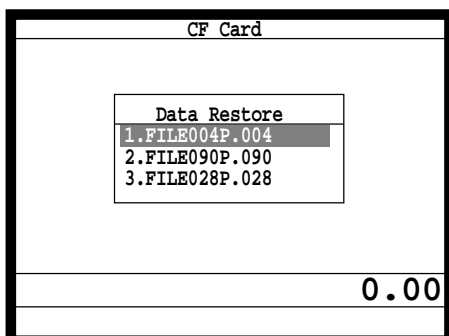 CF Card
Data Restore
1.FILE004P.004
2.FILE090P.090
3.FILE028P.028
0.00